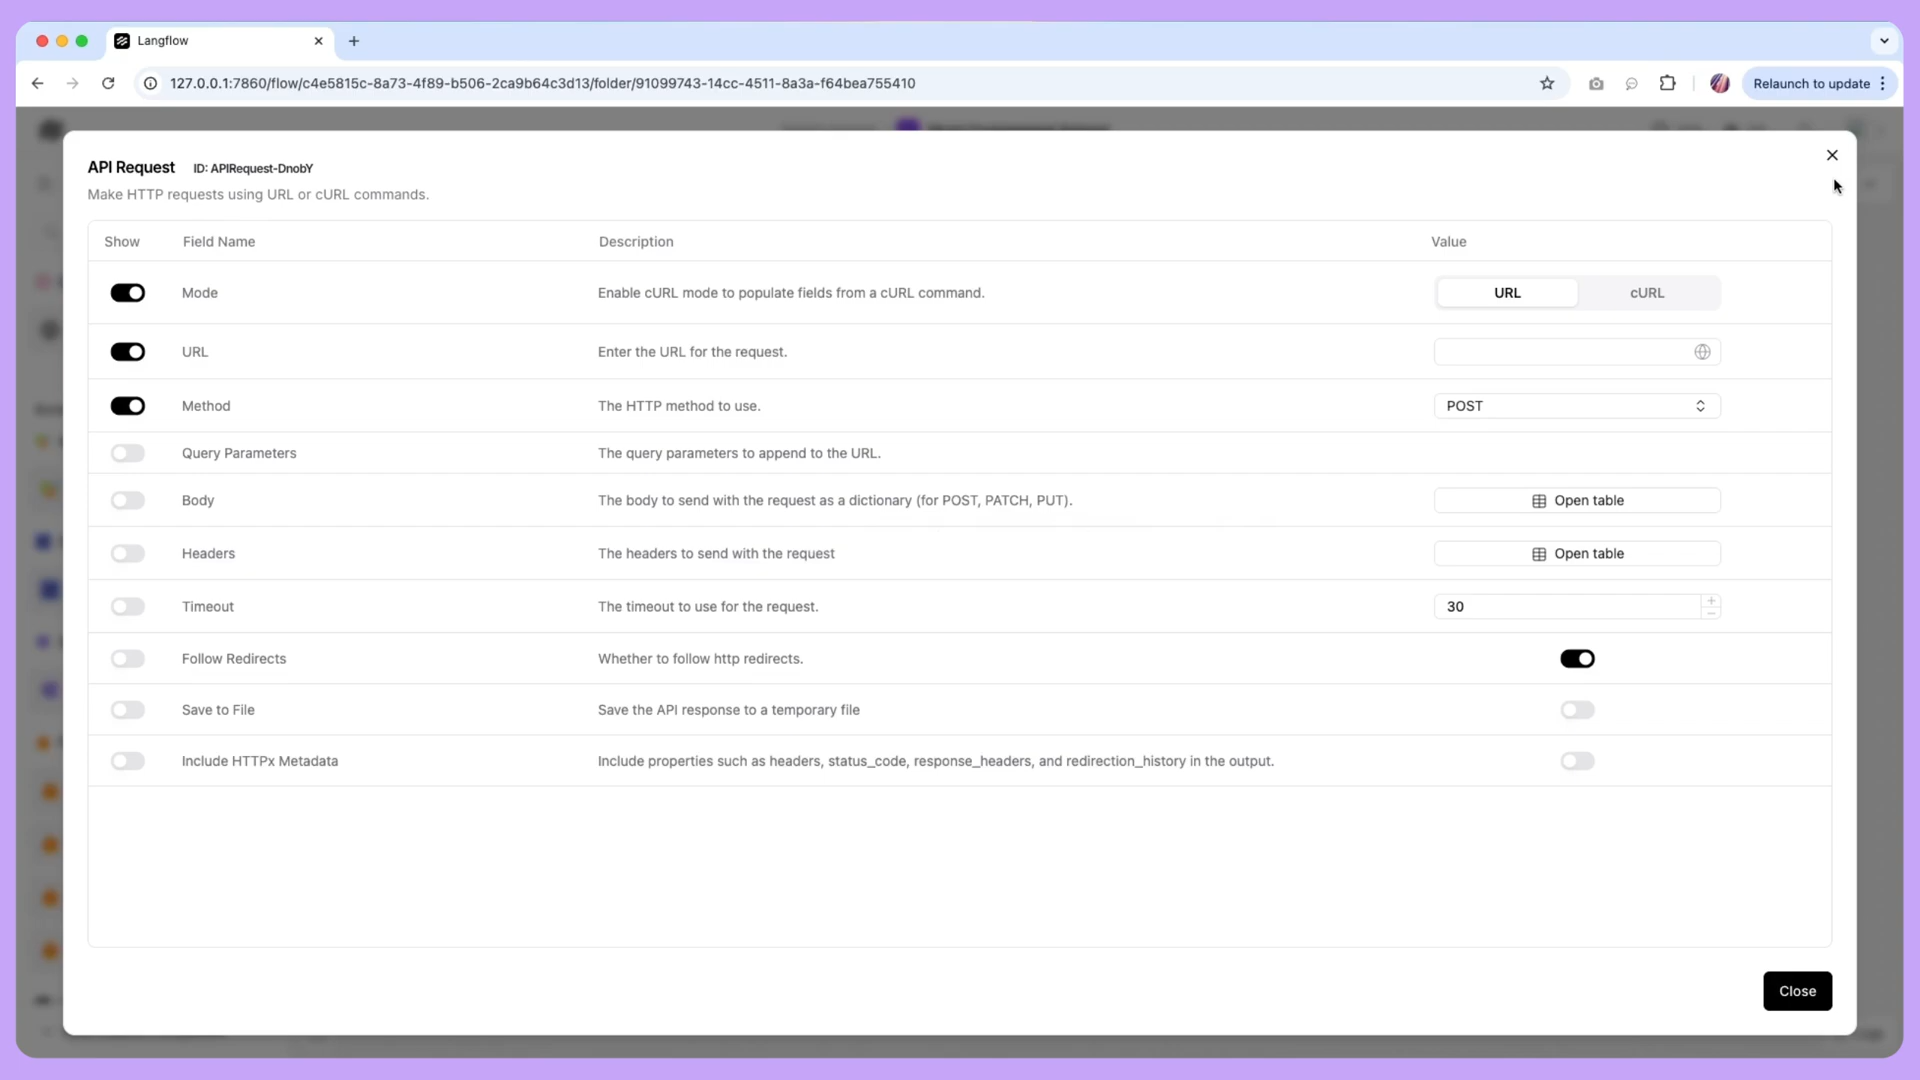 Langflow
127.0.0.1:7860/flow/c4e5815c-8a73-4f89-b506-2ca9b64c3d13/folder/91099743-14cc-4511-8a3a-f64bea755410
Relaunch to update
API Request ID: APIRequest-DnobY
Make HTTP requests using URL or cURL commands.
Show Field Name Description Value
Mode Enable cURL mode to populate fields from a cURL command. URL cURL
URL Enter the URL for the request.
Method The HTTP method to use. POST
Query Parameters The query parameters to append to the URL.
Body The body to send with the request as a dictionary (for POST, PATCH, PUT). Open table
Headers The headers to send with the request Open table
Timeout The timeout to use for the request. 30
Follow Redirects Whether to follow http redirects.
Save to File Save the API response to a temporary file
Include HTTPx Metadata Include properties such as headers, status_code, response_headers, and redirection_history in the output.
Close